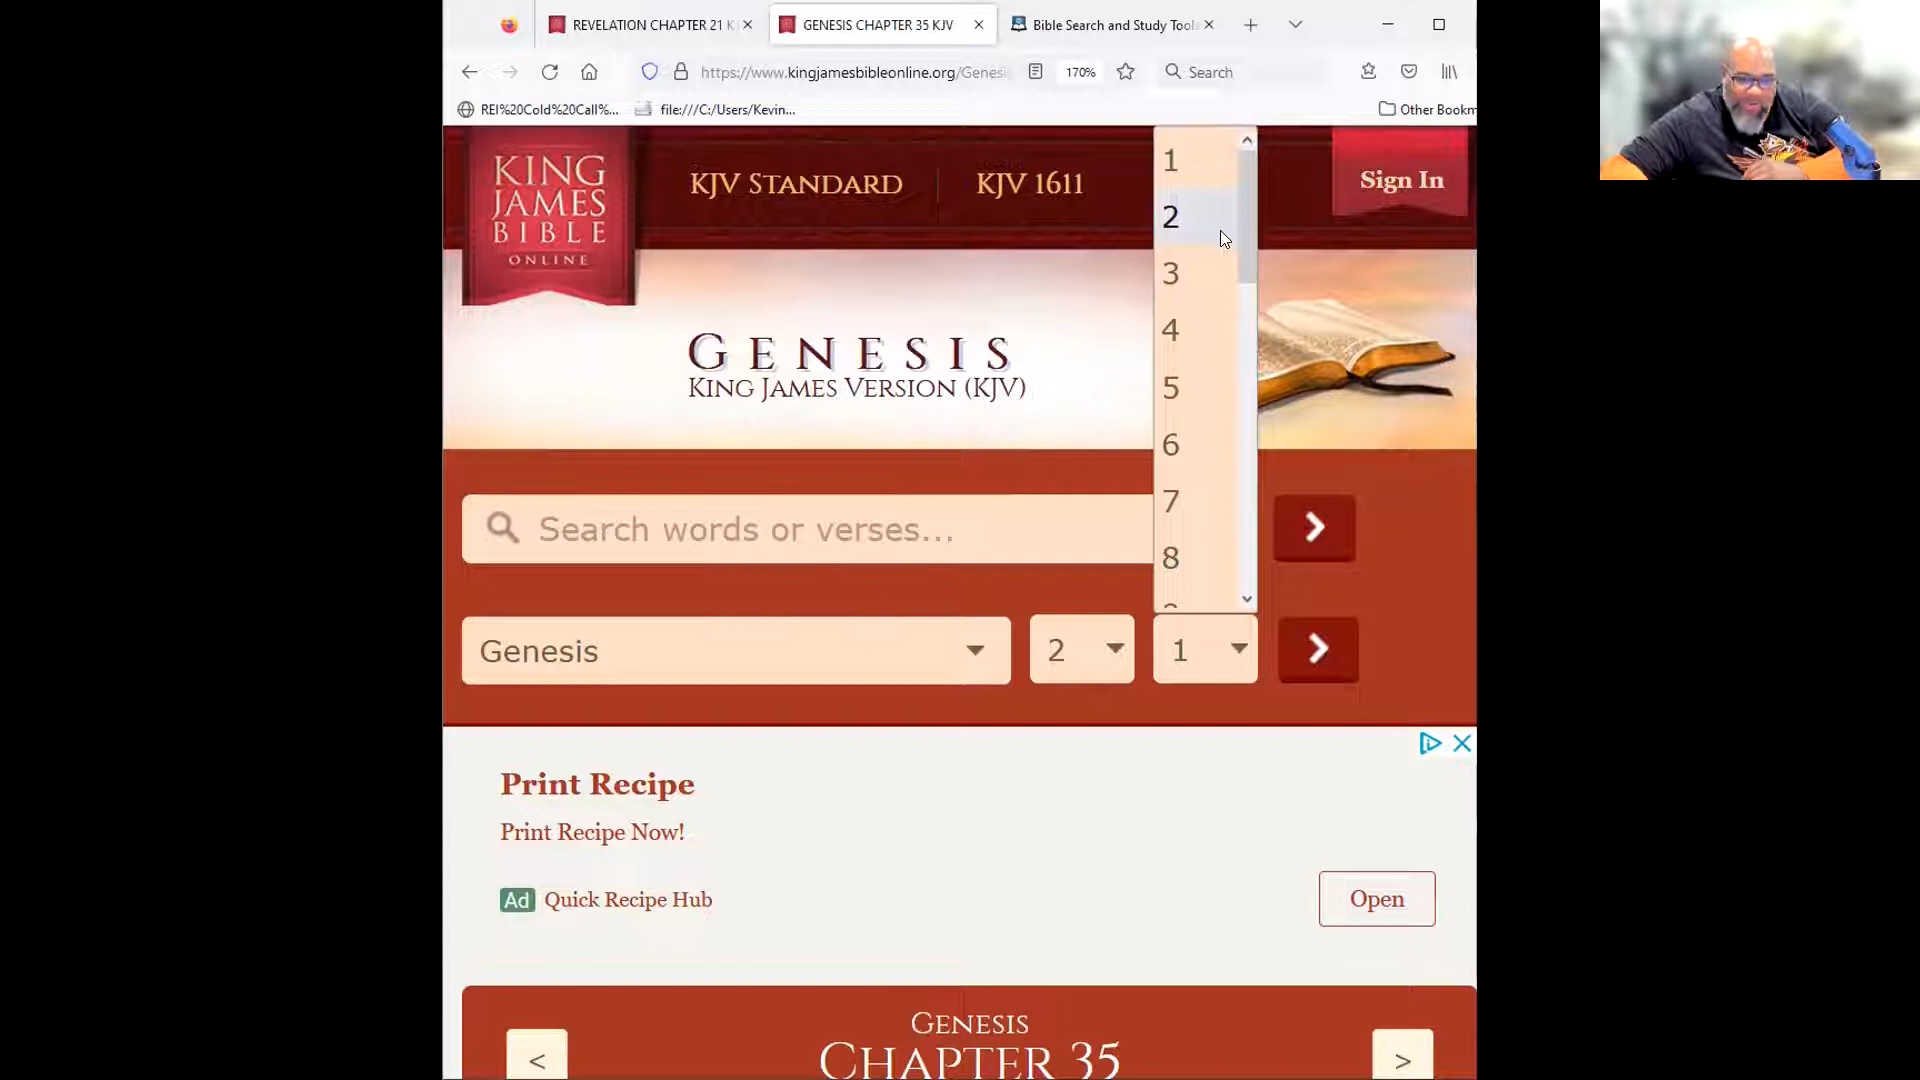 REVELATION CHAPTER 21 K
GENESIS CHAPTER 35 KJV
Bible Search and Study Tools
https://www.kingjamesbibleonline.org/Genesi
170%
Search
REI%20Cold%20Call%...
file:///C:/Users/Kevin...
Other Bookm
KING
JAMES
BIBLE
ONLINE
KJV STANDARD
KJV 1611
Sign In
GENESIS
KING JAMES VERSION (KJV)
1
2
3
4
5
6
7
8
Search words or verses...
Genesis
2
1
Print Recipe
Print Recipe Now!
Ad
Quick Recipe Hub
Open
GENESIS
CHAPTER 35
<
>